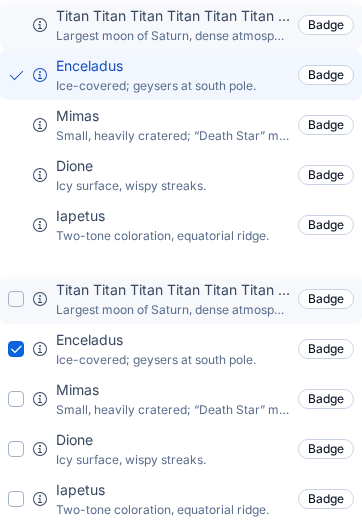 Titan Titan Titan Titan Titan Titan ...
Badge
Largest moon of Saturn, dense atmosp...
Enceladus
Badge
Ice-covered; geysers at south pole.
Mimas
Badge
Small, heavily cratered; “Death Star” m...
Dione
Badge
Icy surface, wispy streaks.
Iapetus
Badge
Two-tone coloration, equatorial ridge.
Titan Titan Titan Titan Titan Titan ...
Badge
Largest moon of Saturn, dense atmosp...
Enceladus
Badge
Ice-covered; geysers at south pole.
Mimas
Badge
Small, heavily cratered; “Death Star” m...
Dione
Badge
Icy surface, wispy streaks.
Iapetus
Badge
Two-tone coloration, equatorial ridge.